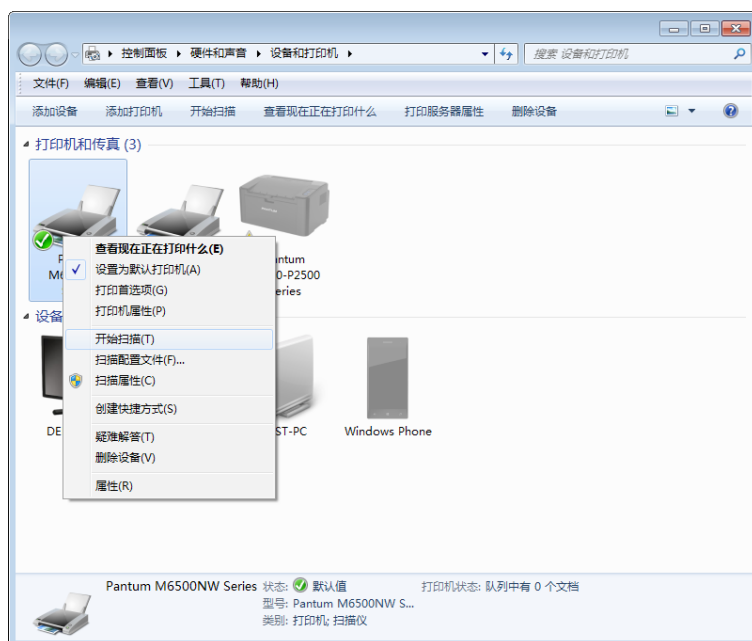 控制面板 ▸ 硬件和声音 ▸ 设备和打印机 ▸
搜索 设备和打印机
文件(F) 编辑(E) 查看(V) 工具(T) 帮助(H)
添加设备 添加打印机 开始扫描 查看现在正在打印什么 打印服务器属性 删除设备
打印机和传真 (3)
查看现在正在打印什么(E)
设置为默认打印机(A)
打印首选项(G)
打印机属性(P)
开始扫描(T)
扫描配置文件(F)...
扫描属性(C)
创建快捷方式(S)
疑难解答(T)
删除设备(V)
属性(R)
0-P2500
设备
DE
ST-PC
Windows Phone
Pantum M6500NW Series 状态: 默认值 打印机状态: 队列中有 0 个文档
型号: Pantum M6500NW S...
类别: 打印机; 扫描仪